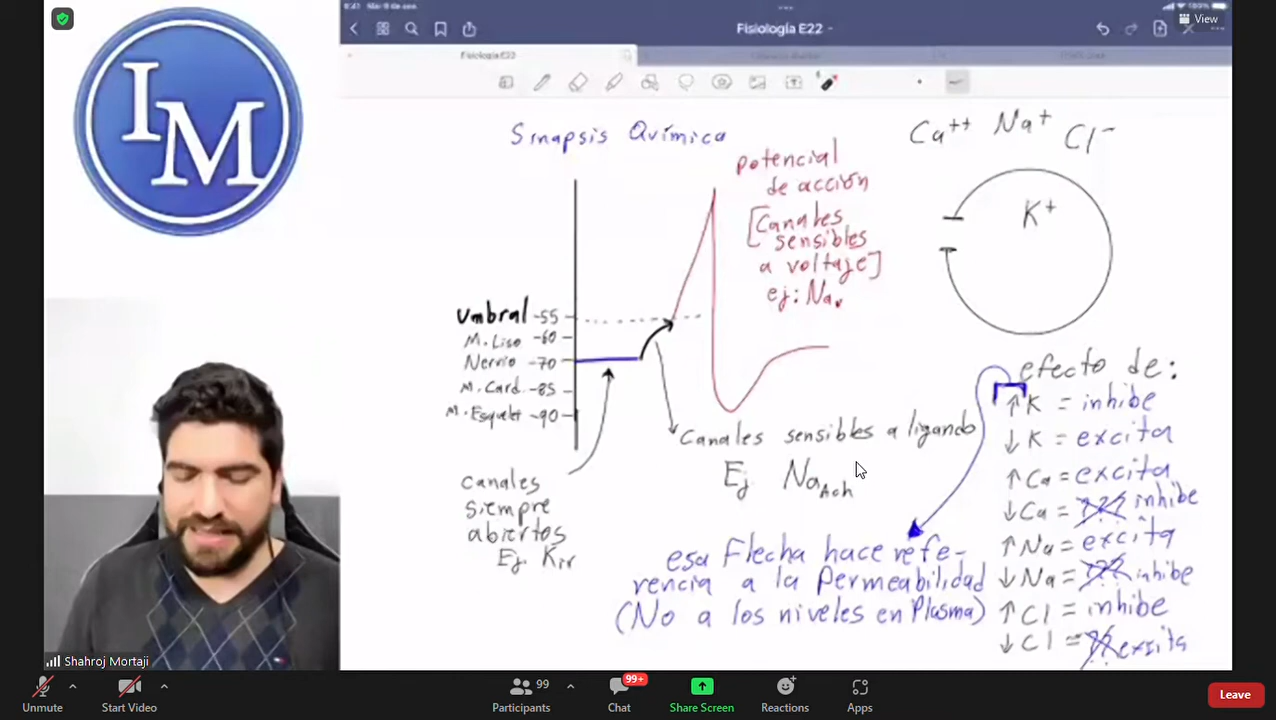 View
IM
Fisiología E22
Fisiología E22
Sinapsis Química
Ca++ Na+ Cl-
potencial
de acción
[Canales
sensibles
a voltaje]
ej: Nav
K+
Umbral -55
M. Liso -60
Nervio -70
M. Card. -85
M. Esquelet -90
canales
siempre
abiertos
Ej. Kir
Canales sensibles a ligando
Ej NaAch
esa Flecha hace refe-
rencia a la Permeabilidad
(No a los niveles en Plasma)
efecto de:
↑K = inhibe
↓K = excita
↑Ca = excita
↓Ca = inhibe
↑Na = excita
↓Na = inhibe
↑Cl = inhibe
↓Cl = excita
Shahroj Mortaji
Unmute
Start Video
99
Participants
99+
Chat
Share Screen
Reactions
Apps
Leave